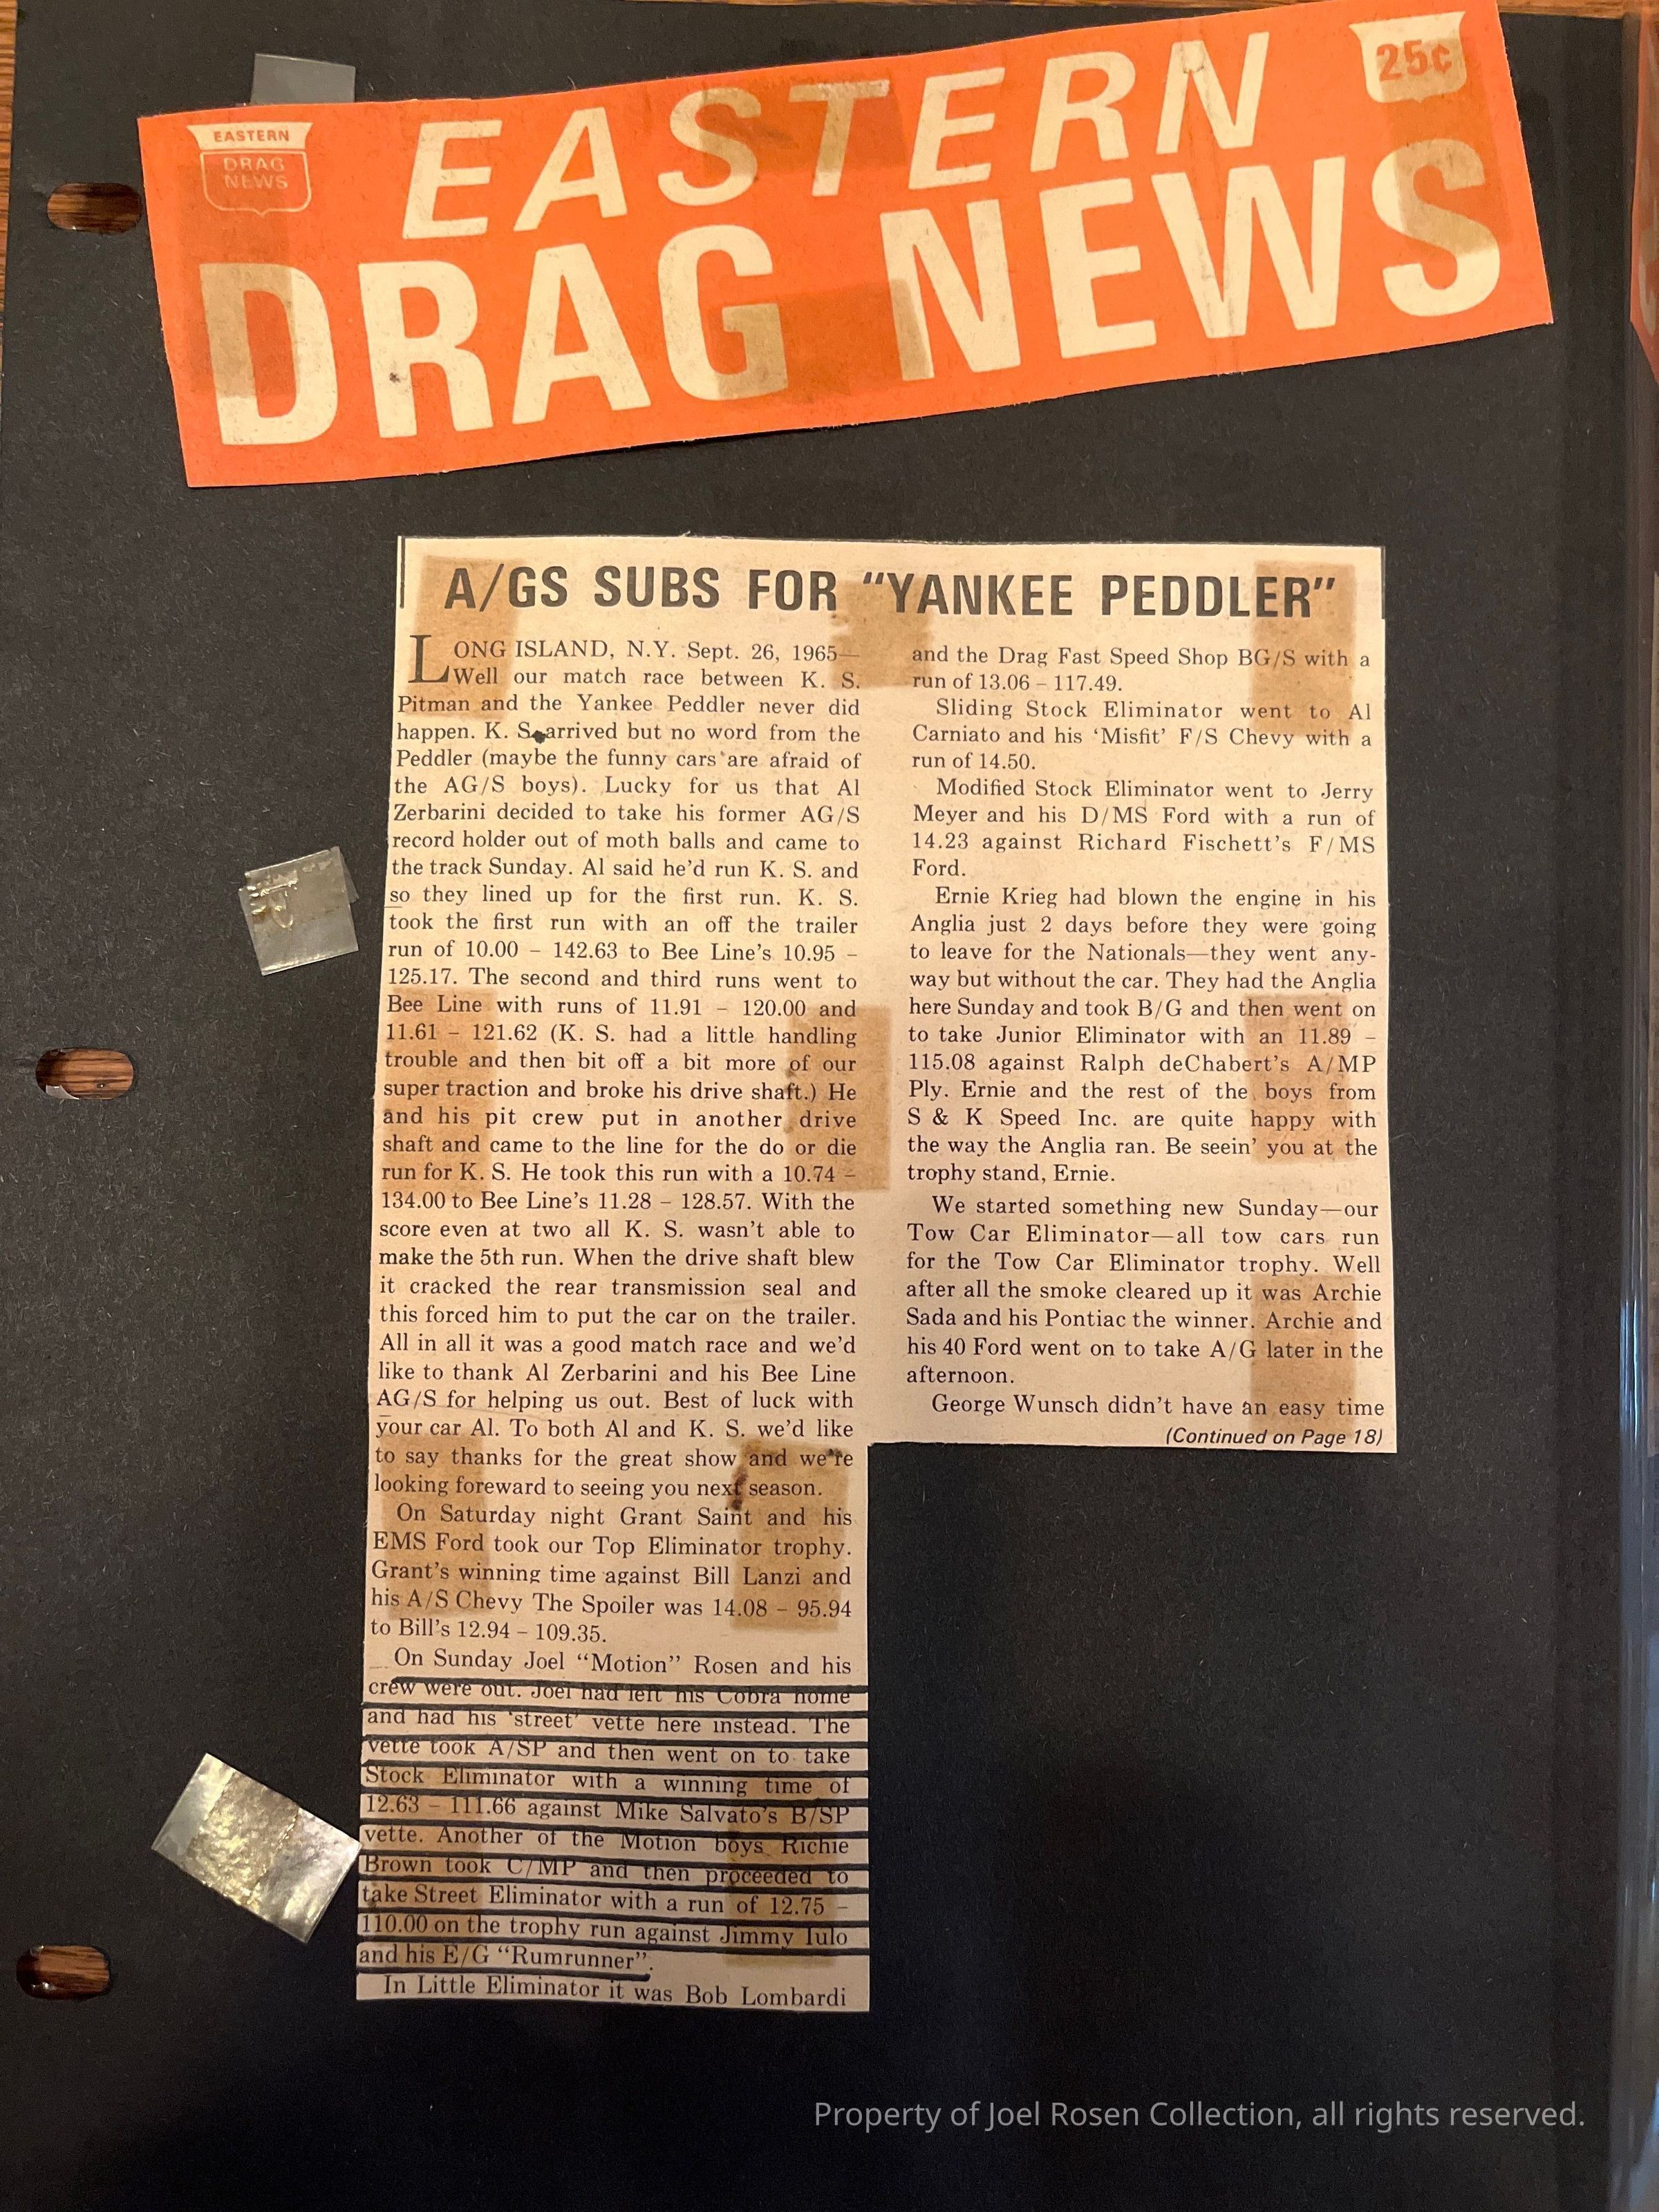 EASTERN
DRAG NEWS
EASTERN
DRAG
NEWS
25¢
A/GS SUBS FOR "YANKEE PEDDLER"
LONG ISLAND, N.Y. Sept. 26, 1965—
Well our match race between K. S.
Pitman and the Yankee Peddler never did
happen. K. S. arrived but no word from the
Peddler (maybe the funny cars are afraid of
the AG/S boys). Lucky for us that Al
Zerbarini decided to take his former AG/S
record holder out of moth balls and came to
the track Sunday. Al said he'd run K. S. and
so they lined up for the first run. K. S.
took the first run with an off the trailer
run of 10.00 – 142.63 to Bee Line's 10.95 –
125.17. The second and third runs went to
Bee Line with runs of 11.91 – 120.00 and
11.61 – 121.62 (K. S. had a little handling
trouble and then bit off a bit more of our
super traction and broke his drive shaft.) He
and his pit crew put in another drive
shaft and came to the line for the do or die
run for K. S. He took this run with a 10.74 –
134.00 to Bee Line's 11.28 – 128.57. With the
score even at two all K. S. wasn't able to
make the 5th run. When the drive shaft blew
it cracked the rear transmission seal and
this forced him to put the car on the trailer.
All in all it was a good match race and we'd
like to thank Al Zerbarini and his Bee Line
AG/S for helping us out. Best of luck with
your car Al. To both Al and K. S. we'd like
to say thanks for the great show and we're
looking foreward to seeing you next season.
On Saturday night Grant Saint and his
EMS Ford took our Top Eliminator trophy.
Grant's winning time against Bill Lanzi and
his A/S Chevy The Spoiler was 14.08 – 95.94
to Bill's 12.94 – 109.35.
On Sunday Joel "Motion" Rosen and his
crew were out. Joel had left his Cobra home
and had his 'street' vette here instead. The
vette took A/SP and then went on to take
Stock Eliminator with a winning time of
12.63 – 111.66 against Mike Salvato's B/SP
vette. Another of the Motion boys Richie
Brown took C/MP and then proceeded to
take Street Eliminator with a run of 12.75 –
110.00 on the trophy run against Jimmy Iulo
and his E/G "Rumrunner".
In Little Eliminator it was Bob Lombardi
and the Drag Fast Speed Shop BG/S with a
run of 13.06 – 117.49.
Sliding Stock Eliminator went to Al
Carniato and his 'Misfit' F/S Chevy with a
run of 14.50.
Modified Stock Eliminator went to Jerry
Meyer and his D/MS Ford with a run of
14.23 against Richard Fischett's F/MS
Ford.
Ernie Krieg had blown the engine in his
Anglia just 2 days before they were going
to leave for the Nationals—they went any-
way but without the car. They had the Anglia
here Sunday and took B/G and then went on
to take Junior Eliminator with an 11.89 –
115.08 against Ralph deChabert's A/MP
Ply. Ernie and the rest of the boys from
S & K Speed Inc. are quite happy with
the way the Anglia ran. Be seein' you at the
trophy stand, Ernie.
We started something new Sunday—our
Tow Car Eliminator—all tow cars run
for the Tow Car Eliminator trophy. Well
after all the smoke cleared up it was Archie
Sada and his Pontiac the winner. Archie and
his 40 Ford went on to take A/G later in the
afternoon.
George Wunsch didn't have an easy time
(Continued on Page 18)
Property of Joel Rosen Collection, all rights reserved.